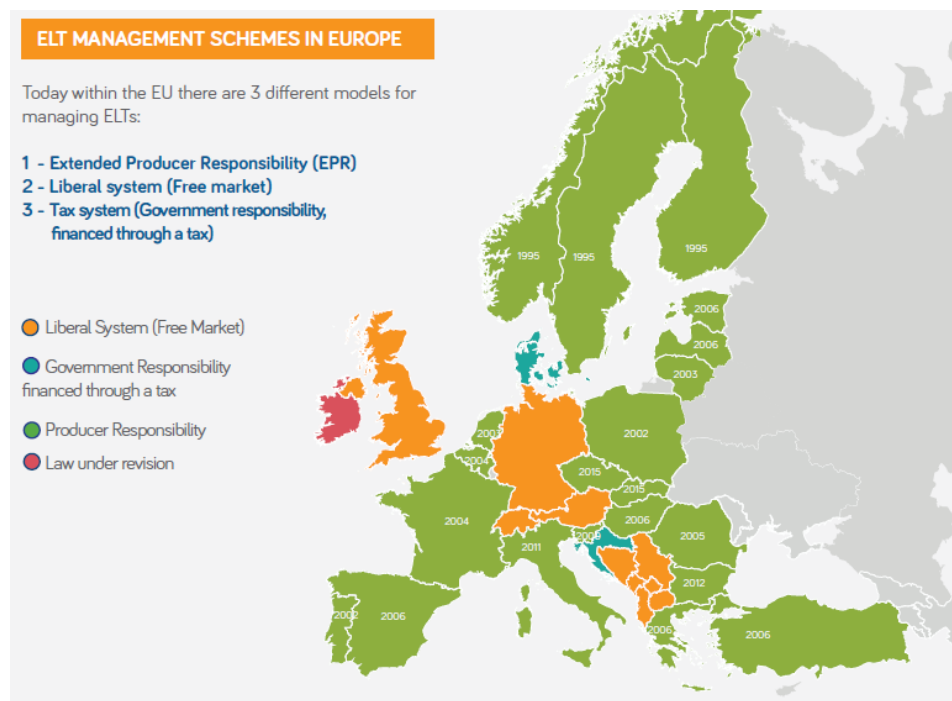 ELT MANAGEMENT SCHEMES IN EUROPE
Today within the EU there are 3 different models for
managing ELTs:
1 - Extended Producer Responsibility (EPR)
2 - Liberal system (Free market)
3 - Tax system (Government responsibility,
financed through a tax)
Liberal System (Free Market)
Government Responsibility
financed through a tax
Producer Responsibility
Law under revision
1995
1995
1995
2006
2006
2003
2003
2004
2002
2015
2015
2004
2006
2011
2009
2005
2012
2002
2006
2006
2006